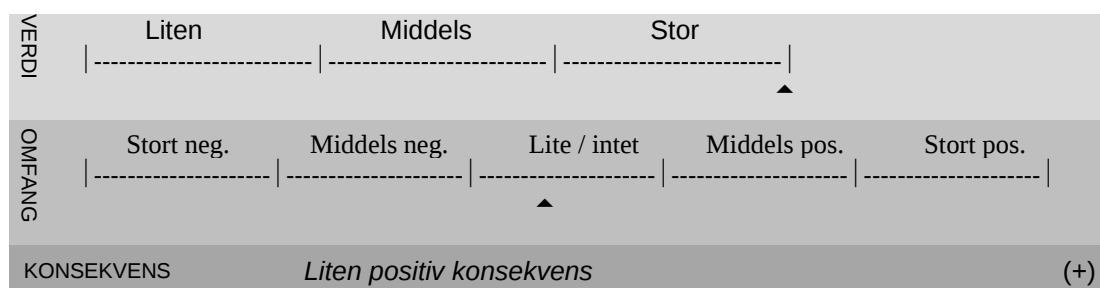 VERDI
Liten Middels Stor
|--------------------------|--------------------------|--------------------------|
OMFANG
Stort neg. Middels neg. Lite / intet Middels pos. Stort pos.
|---------------------|---------------------|---------------------|---------------------|---------------------|
KONSEKVENS Liten positiv konsekvens (+)